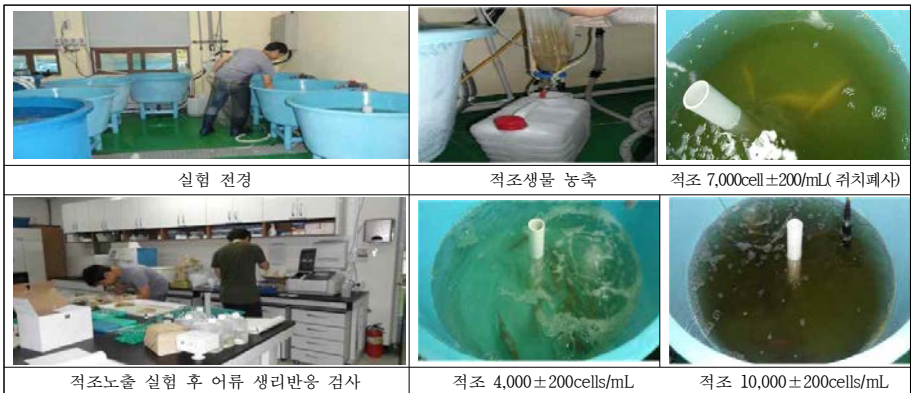 실험 전경
적조생물 농축
적조 7,000cell±200/mL( 쥐치폐사)
적조노출 실험 후 어류 생리반응 검사
적조 4,000±200cells/mL
적조 10,000±200cells/mL